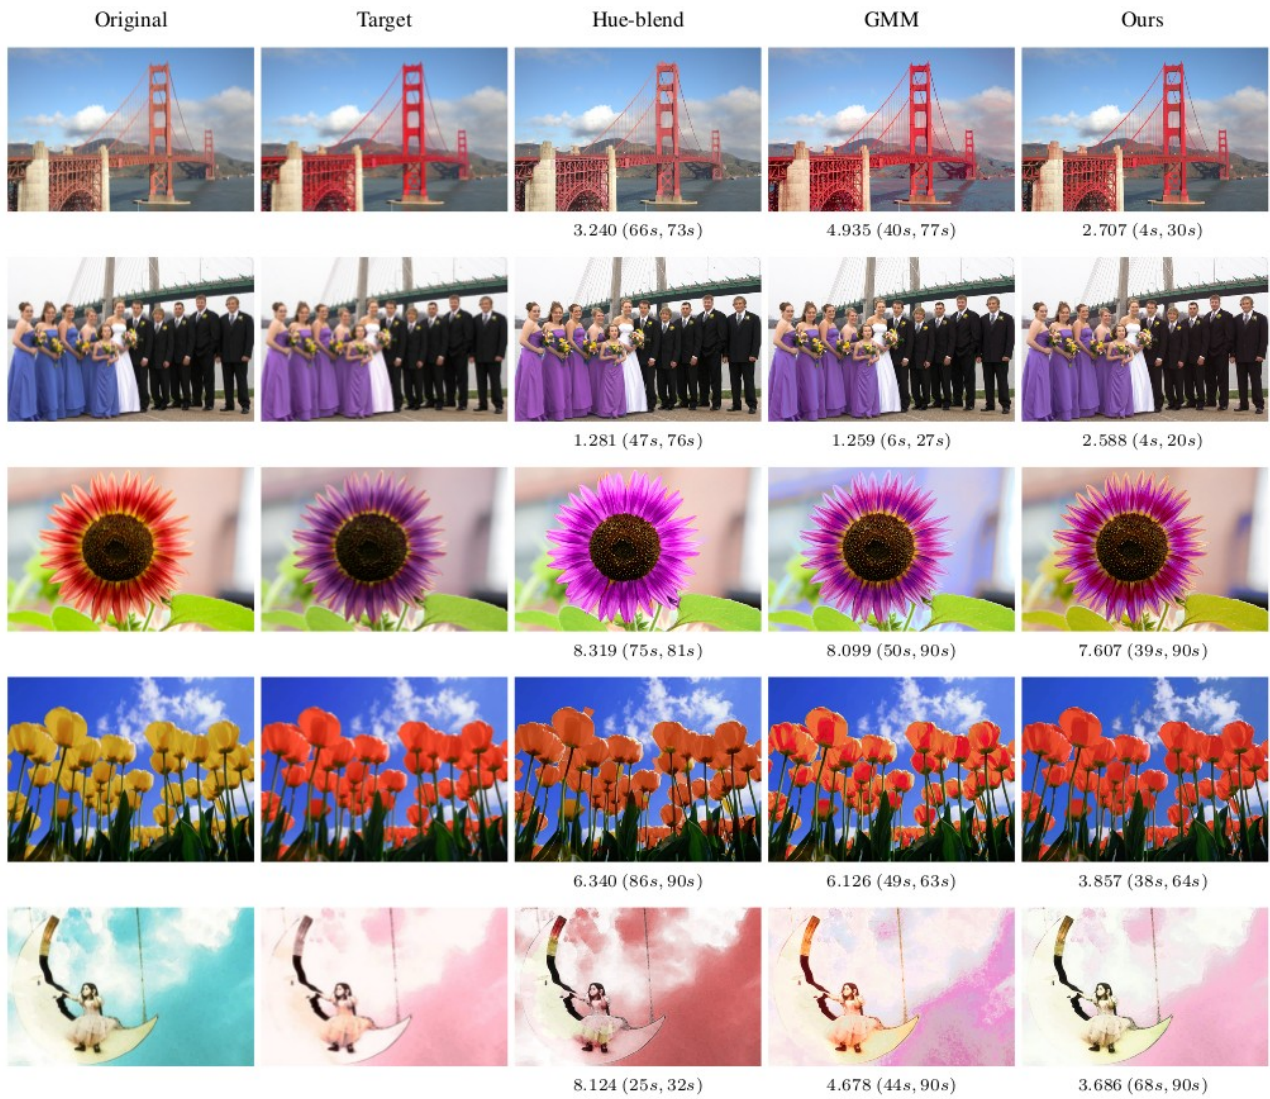 Original Target Hue-blend GMM Ours
3.240 (66s, 73s) 4.935 (40s, 77s) 2.707 (4s, 30s)
1.281 (47s, 76s) 1.259 (6s, 27s) 2.588 (4s, 20s)
8.319 (75s, 81s) 8.099 (50s, 90s) 7.607 (39s, 90s)
6.340 (86s, 90s) 6.126 (49s, 63s) 3.857 (38s, 64s)
8.124 (25s, 32s) 4.678 (44s, 90s) 3.686 (68s, 90s)